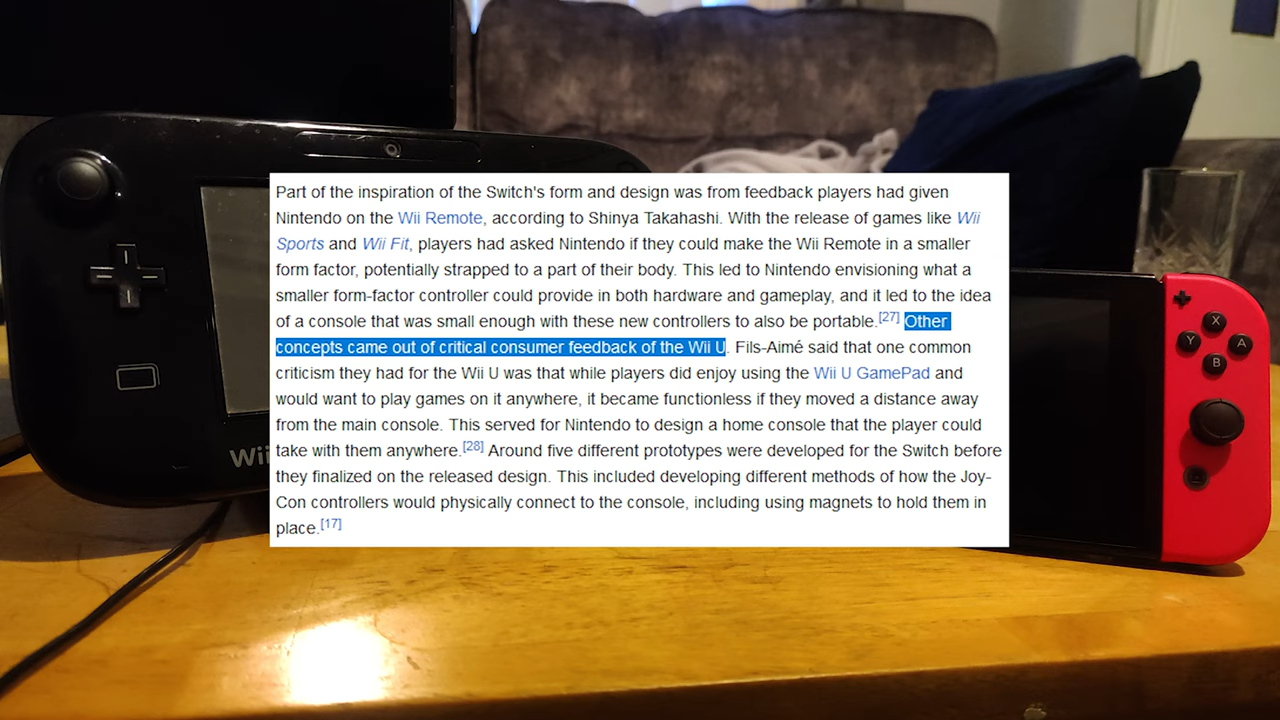 Part of the inspiration of the Switch's form and design was from feedback players had given
Nintendo on the Wii Remote, according to Shinya Takahashi. With the release of games like Wii
Sports and Wii Fit, players had asked Nintendo if they could make the Wii Remote in a smaller
form factor, potentially strapped to a part of their body. This led to Nintendo envisioning what a
smaller form-factor controller could provide in both hardware and gameplay, and it led to the idea
of a console that was small enough with these new controllers to also be portable.[27] Other
concepts came out of critical consumer feedback of the Wii U. Fils-Aimé said that one common
criticism they had for the Wii U was that while players did enjoy using the Wii U GamePad and
would want to play games on it anywhere, it became functionless if they moved a distance away
from the main console. This served for Nintendo to design a home console that the player could
take with them anywhere.[28] Around five different prototypes were developed for the Switch before
they finalized on the released design. This included developing different methods of how the Joy-
Con controllers would physically connect to the console, including using magnets to hold them in
place.[17]
Wii
X
Y A
B